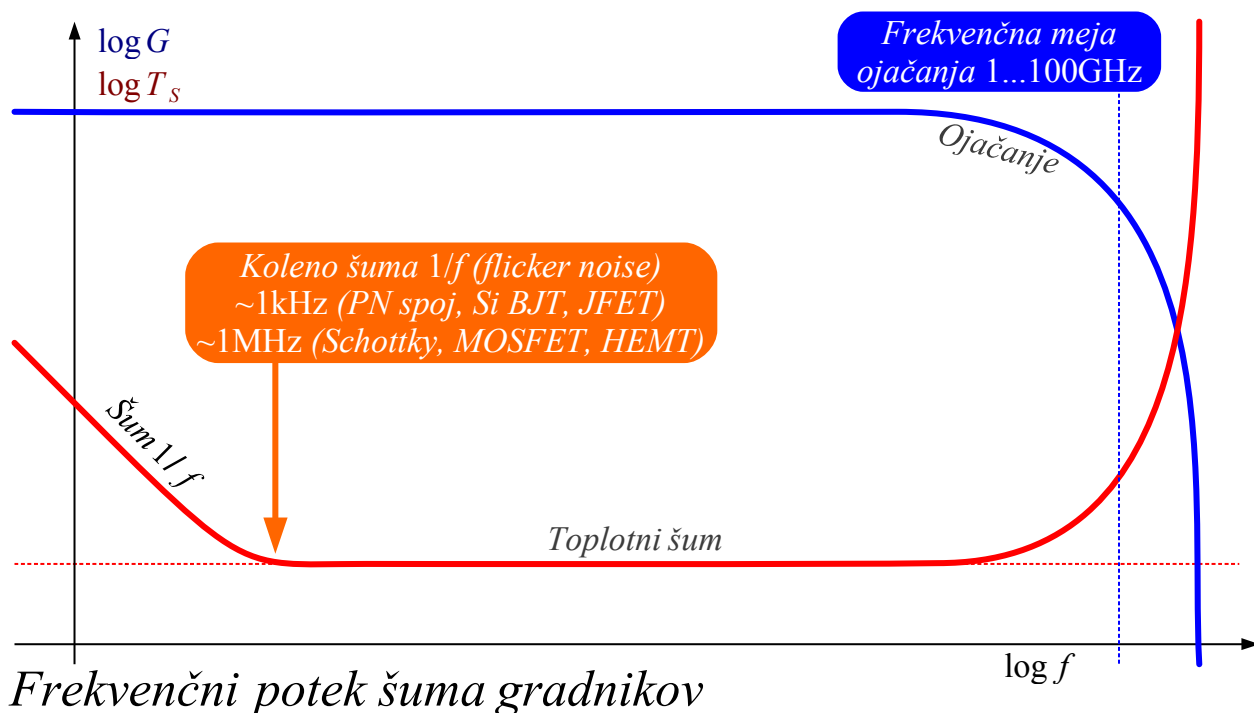 log G
log T_S
Frekvenčna meja
ojačanja 1...100GHz
Ojačanje
Koleno šuma 1/f (flicker noise)
~1kHz (PN spoj, Si BJT, JFET)
~1MHz (Schottky, MOSFET, HEMT)
Šum 1/f
Toplotni šum
log f
Frekvenčni potek šuma gradnikov